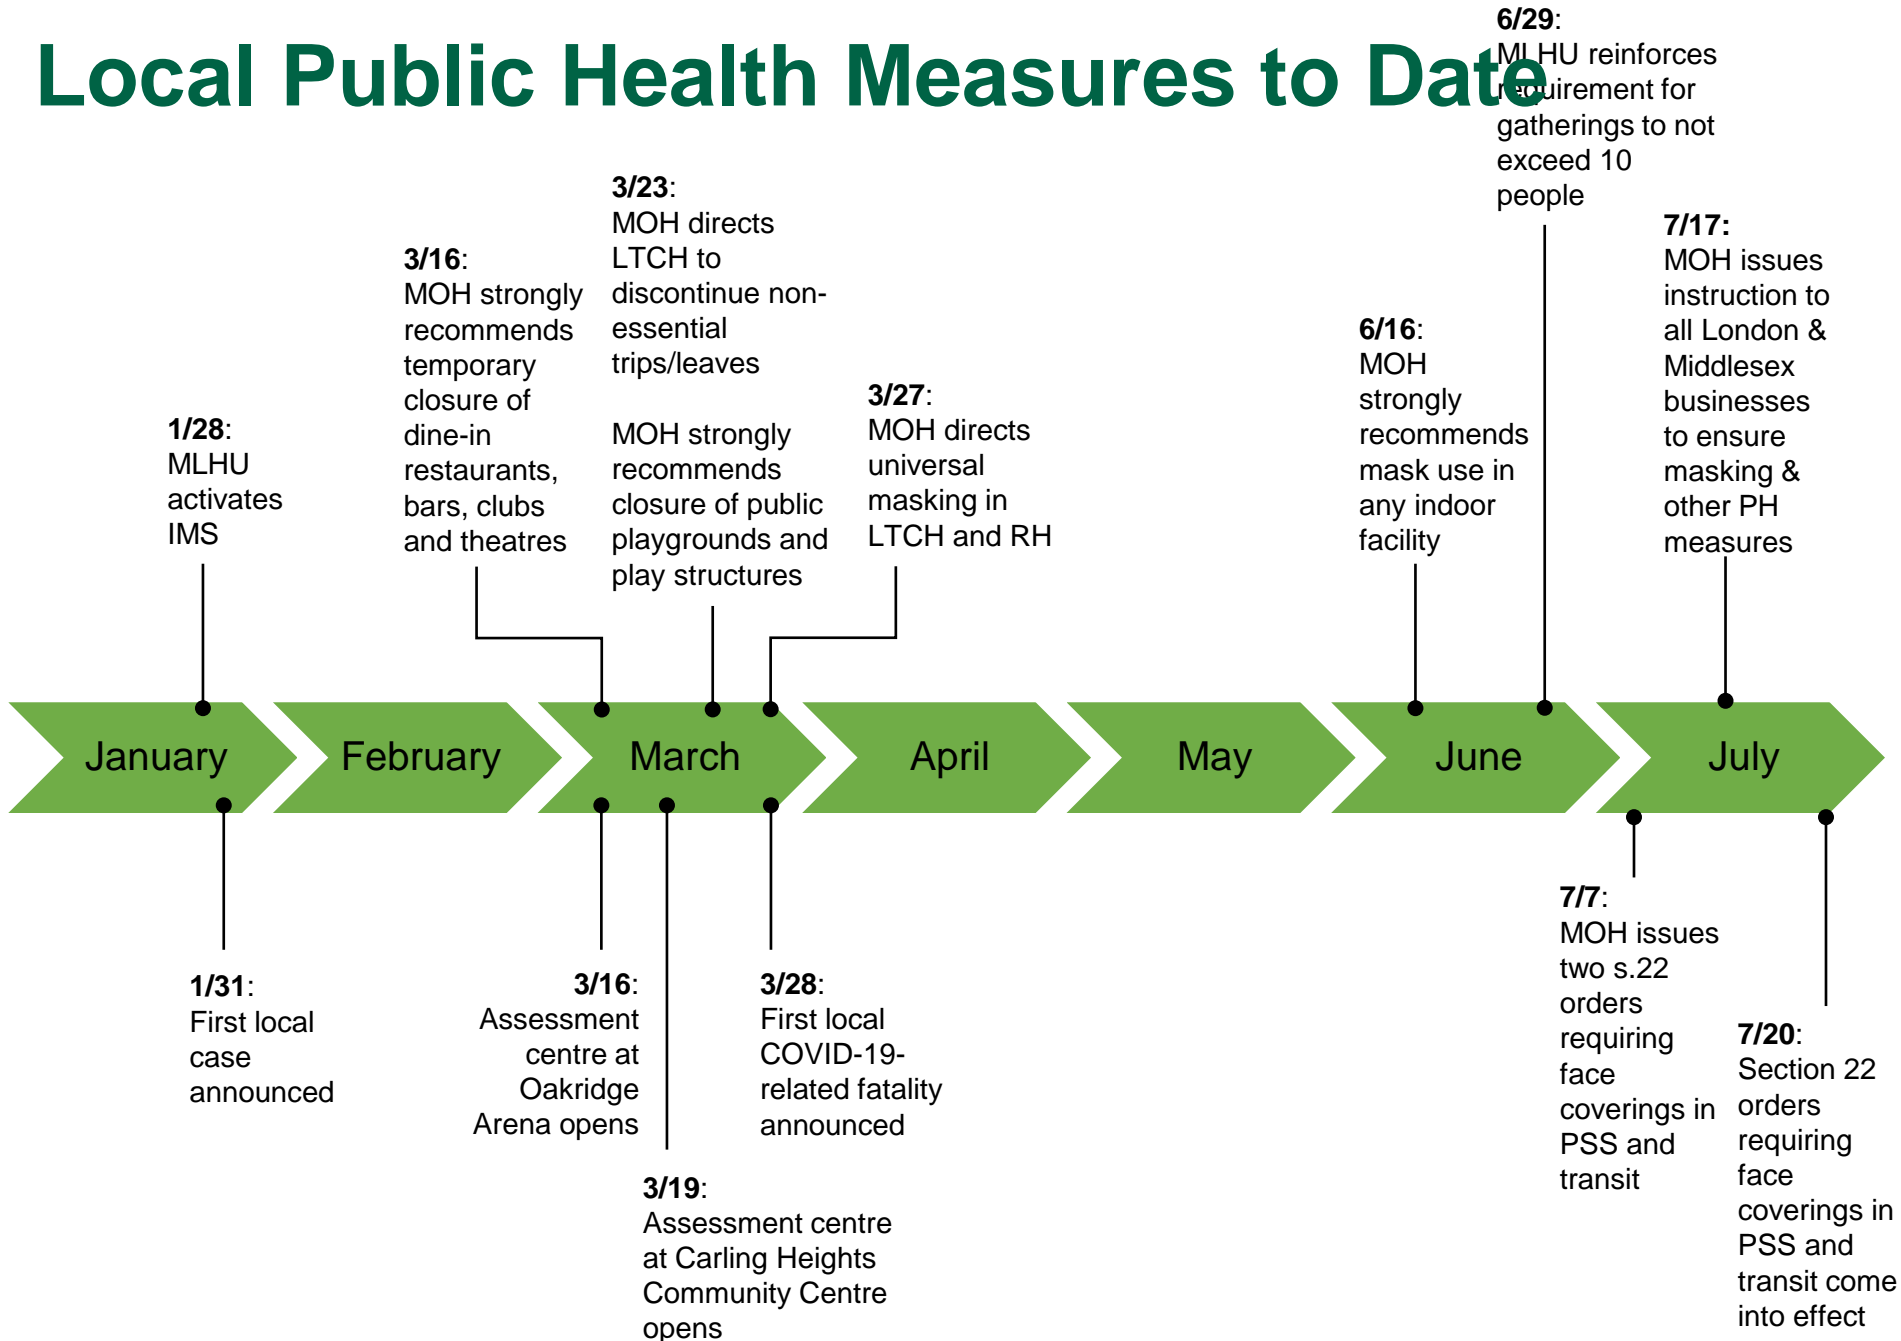 Local Public Health Measures to Date
6/29:
MLHU reinforces
requirement for
gatherings to not
exceed 10
people
3/23:
MOH directs
LTCH to
discontinue non-
essential
trips/leaves
MOH strongly
recommends
closure of public
playgrounds and
play structures
7/17:
MOH issues
instruction to
all London &
Middlesex
businesses
to ensure
masking &
other PH
measures
3/16:
MOH strongly
recommends
temporary
closure of
dine-in
restaurants,
bars, clubs
and theatres
6/16:
MOH
strongly
recommends
mask use in
any indoor
facility
3/27:
MOH directs
universal
masking in
LTCH and RH
1/28:
MLHU
activates
IMS
January
February
March
April
May
June
July
1/31:
First local
case
announced
3/16:
Assessment
centre at
Oakridge
Arena opens
3/28:
First local
COVID-19-
related fatality
announced
3/19:
Assessment centre
at Carling Heights
Community Centre
opens
7/7:
MOH issues
two s.22
orders
requiring
face
coverings in
PSS and
transit
7/20:
Section 22
orders
requiring
face
coverings in
PSS and
transit come
into effect